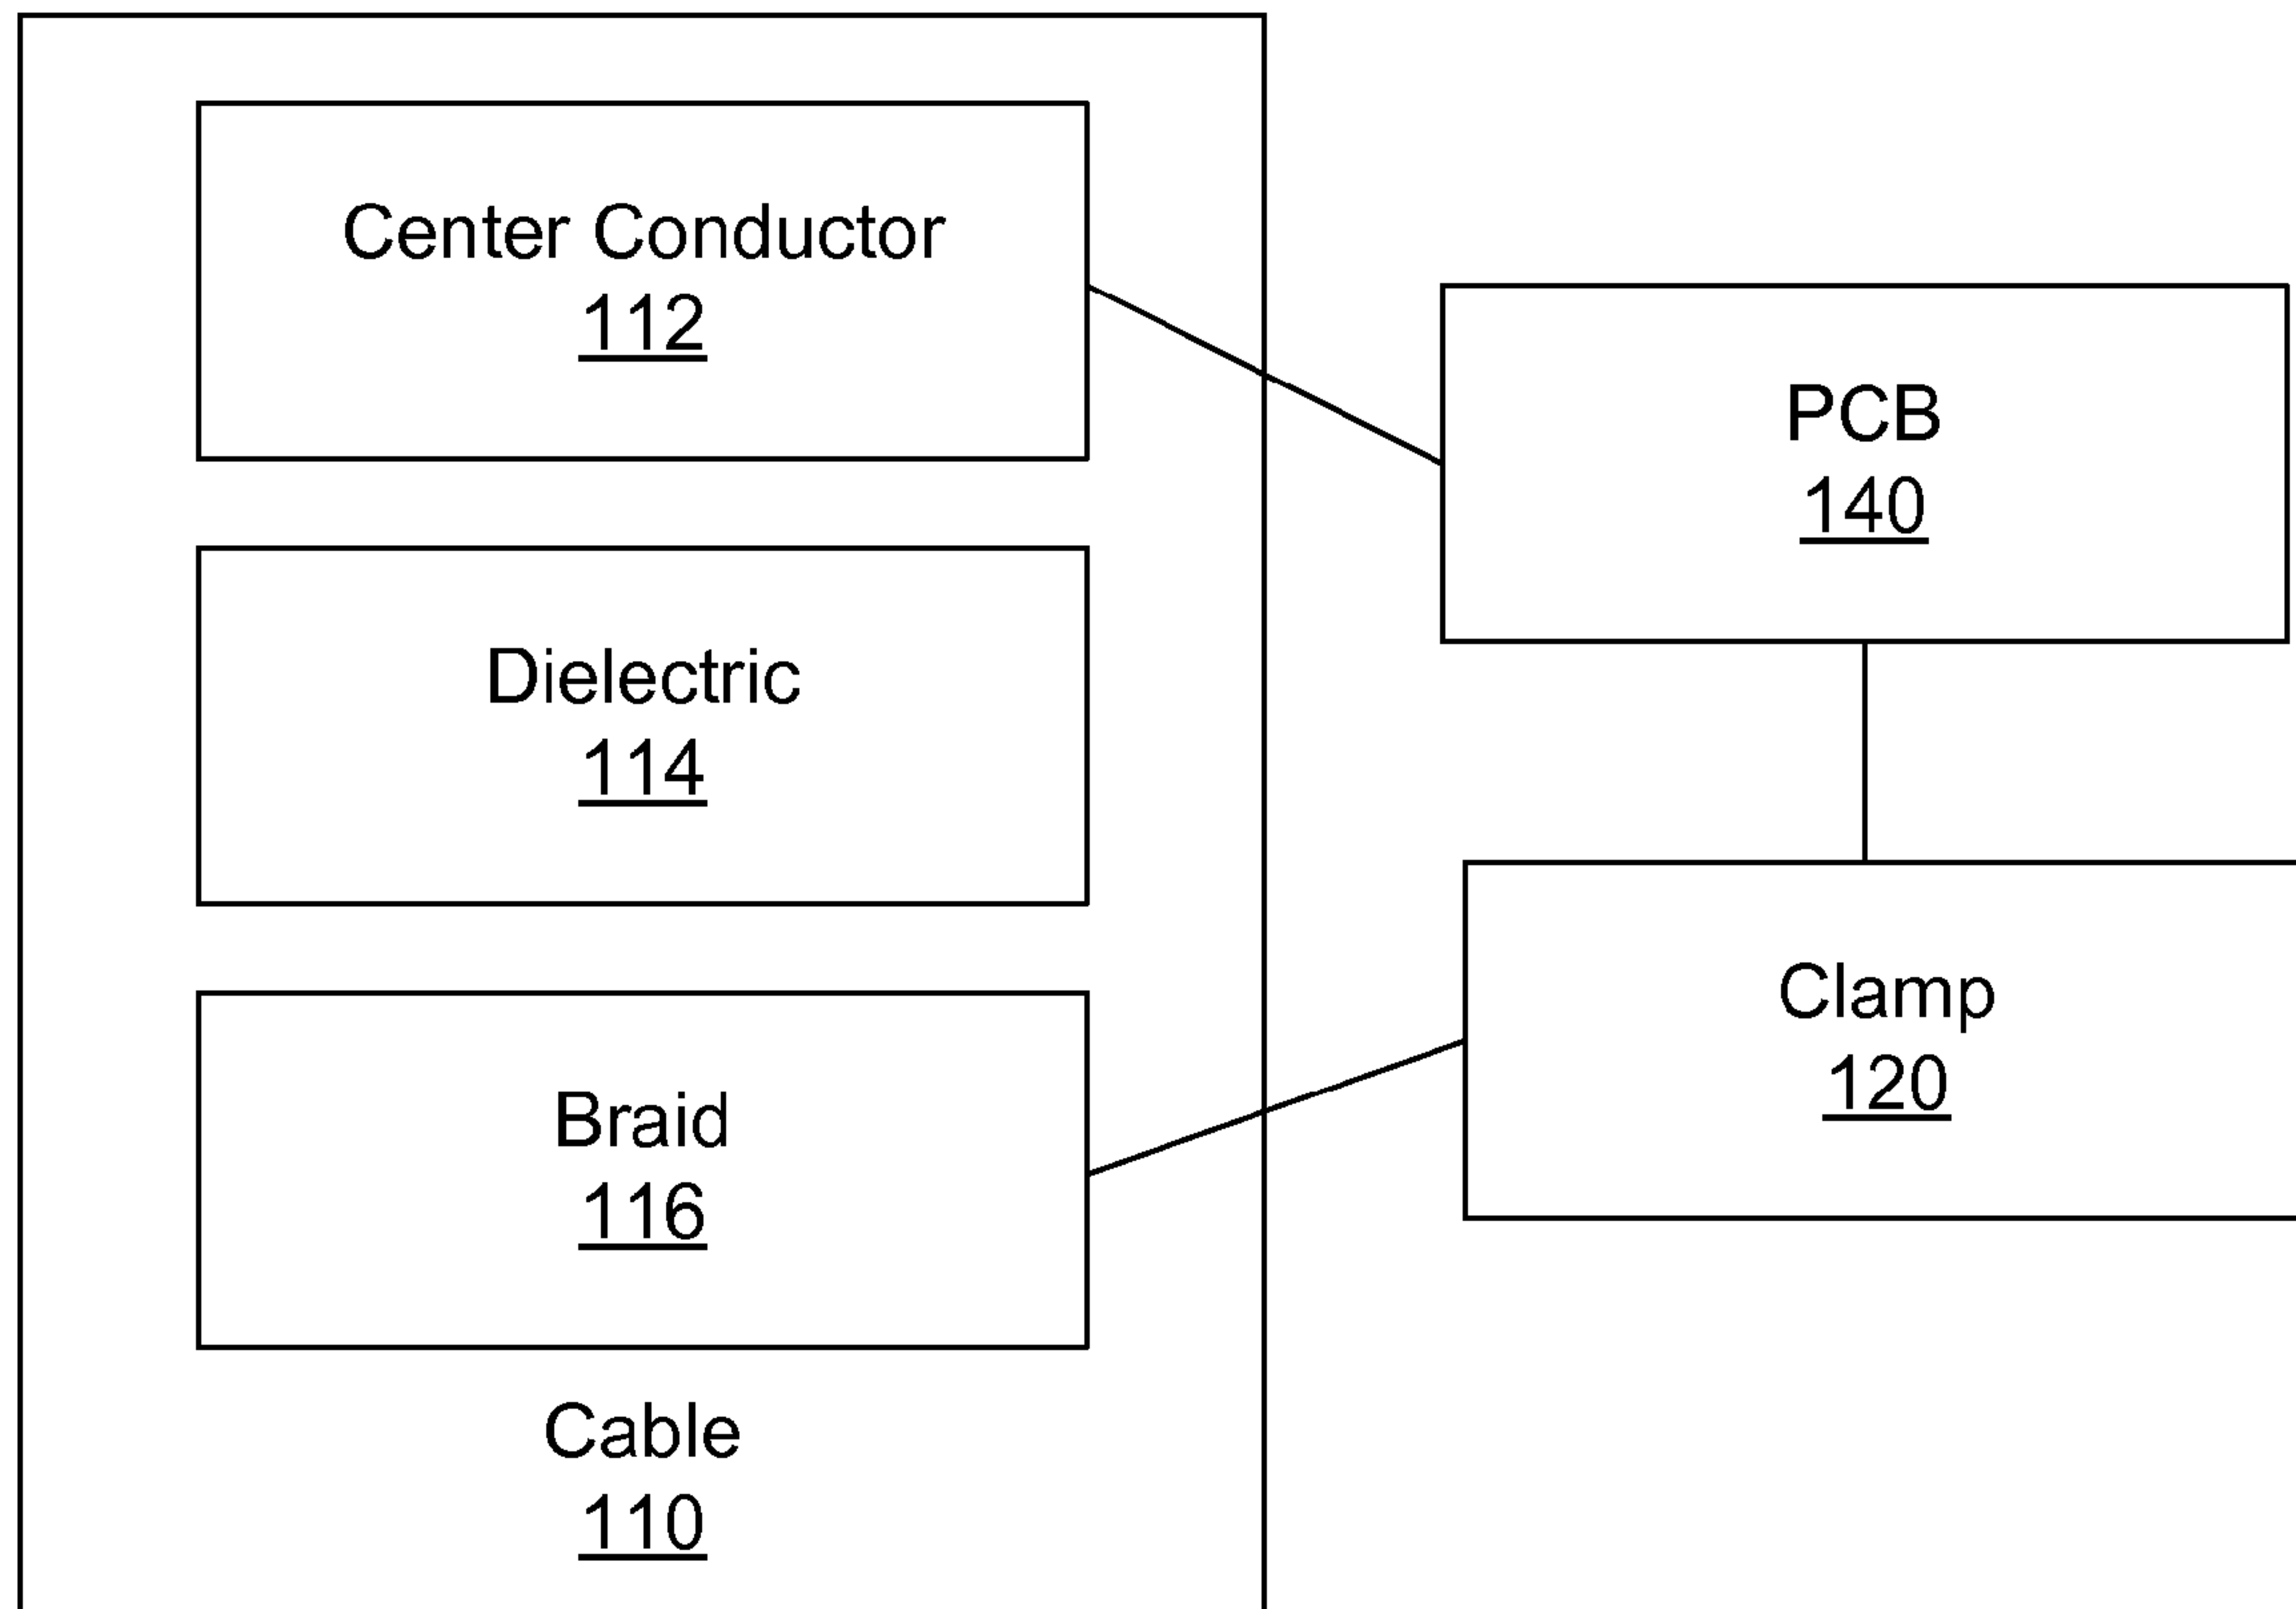 Center Conductor
112
PCB
140
Dielectric
114
Clamp
120
Braid
116
Cable
110